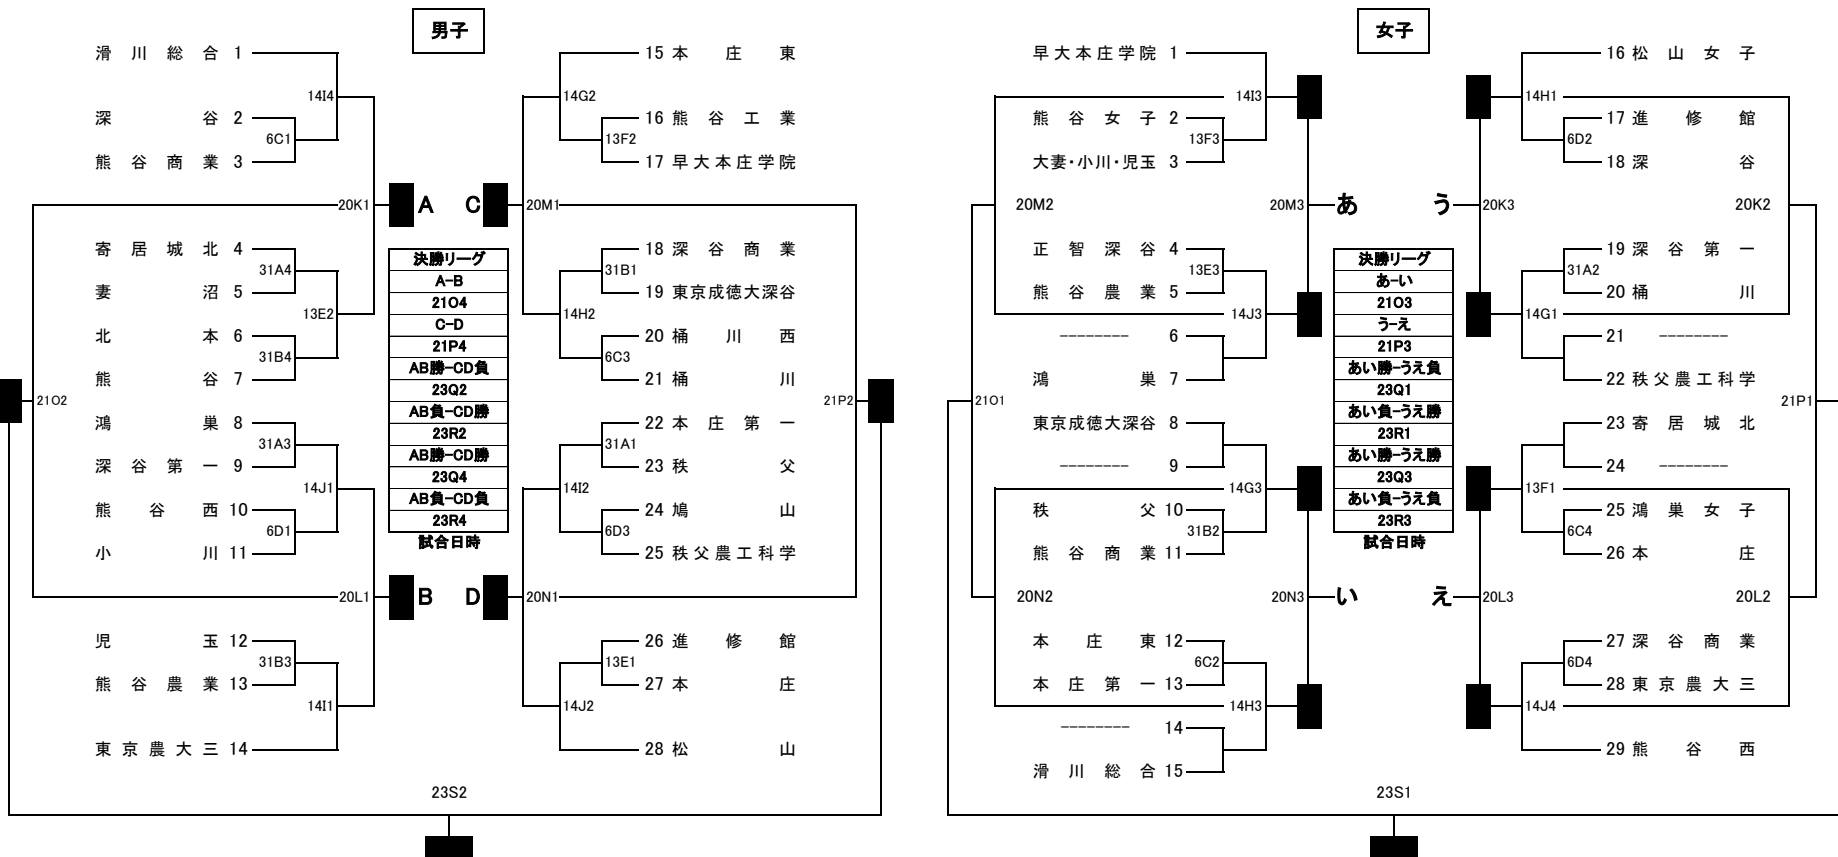 男子
滑川総合 1
14I4
深谷 2
6C1
熊谷商業 3
20K1
A
寄居城北 4
31A4
妻沼 5
13E2
北本 6
31B4
熊谷 7
21O2
鴻巣 8
31A3
深谷第一 9
14J1
熊谷西 10
6D1
小川 11
20L1
B
児玉 12
31B3
熊谷農業 13
14I1
東京農大三 14
決勝リーグ
A-B
21O4
C-D
21P4
AB勝-CD負
23Q2
AB負-CD勝
23R2
AB勝-CD勝
23Q4
AB負-CD負
23R4
試合日時
15 本庄東
14G2
16 熊谷工業
13F2
17 早大本庄学院
C
20M1
18 深谷商業
31B1
19 東京成徳大深谷
14H2
20 桶川西
6C3
21 桶川
21P2
22 本庄第一
31A1
23 秩父
14I2
24 鳩山
6D3
25 秩父農工科学
D
20N1
26 進修館
13E1
27 本庄
14J2
28 松山
23S2
女子
早大本庄学院 1
14I3
熊谷女子 2
13F3
大妻・小川・児玉 3
20M2
20M3
あ
正智深谷 4
13E3
熊谷農業 5
14J3
-------- 6
鴻巣 7
21O1
東京成徳大深谷 8
-------- 9
14G3
秩父 10
31B2
熊谷商業 11
20N2
20N3
い
本庄東 12
6C2
本庄第一 13
14H3
-------- 14
滑川総合 15
決勝リーグ
あ-い
21O3
う-え
21P3
あい勝-うえ負
23Q1
あい負-うえ勝
23R1
あい勝-うえ勝
23Q3
あい負-うえ負
23R3
試合日時
16 松山女子
14H1
17 進修館
6D2
18 深谷
う
20K3
20K2
19 深谷第一
31A2
20 桶川
14G1
21 --------
22 秩父農工科学
21P1
23 寄居城北
24 --------
13F1
25 鴻巣女子
6C4
26 本庄
え
20L3
20L2
27 深谷商業
6D4
28 東京農大三
14J4
29 熊谷西
23S1